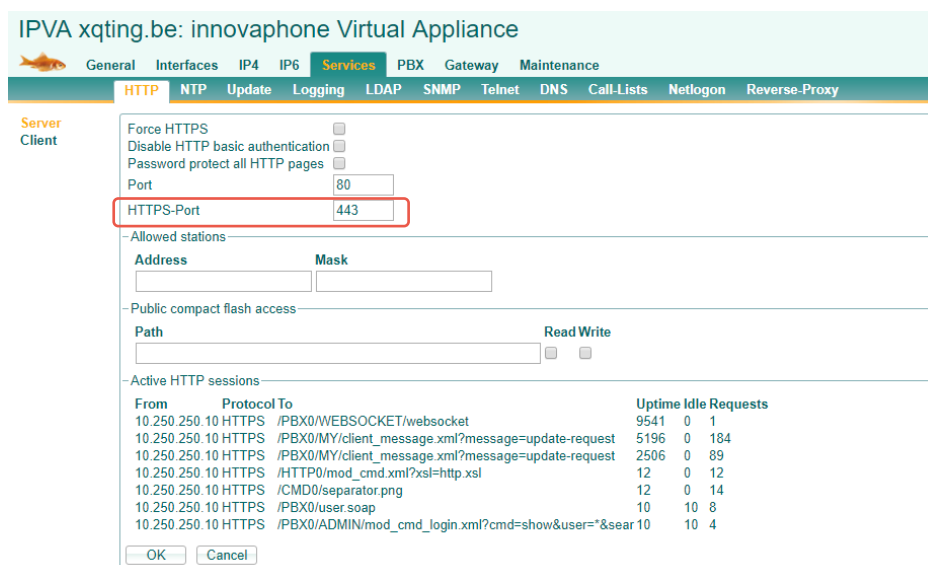 IPVA xqting.be: innovaphone Virtual Appliance
General Interfaces IP4 IP6 Services PBX Gateway Maintenance
HTTP NTP Update Logging LDAP SNMP Telnet DNS Call-Lists Netlogon Reverse-Proxy
Server
Client
Force HTTPS
Disable HTTP basic authentication
Password protect all HTTP pages
Port 80
HTTPS-Port 443
Allowed stations
Address Mask
Public compact flash access
Path Read Write
Active HTTP sessions
From Protocol To Uptime Idle Requests
10.250.250.10 HTTPS /PBX0/WEBSOCKET/websocket 9541 0 1
10.250.250.10 HTTPS /PBX0/MY/client_message.xml?message=update-request 5196 0 184
10.250.250.10 HTTPS /PBX0/MY/client_message.xml?message=update-request 2506 0 89
10.250.250.10 HTTPS /HTTP0/mod_cmd.xml?xsl=http.xsl 12 0 12
10.250.250.10 HTTPS /CMD0/separator.png 12 0 14
10.250.250.10 HTTPS /PBX0/user.soap 10 10 8
10.250.250.10 HTTPS /PBX0/ADMIN/mod_cmd_login.xml?cmd=show&user=*&sear 10 10 4
OK Cancel